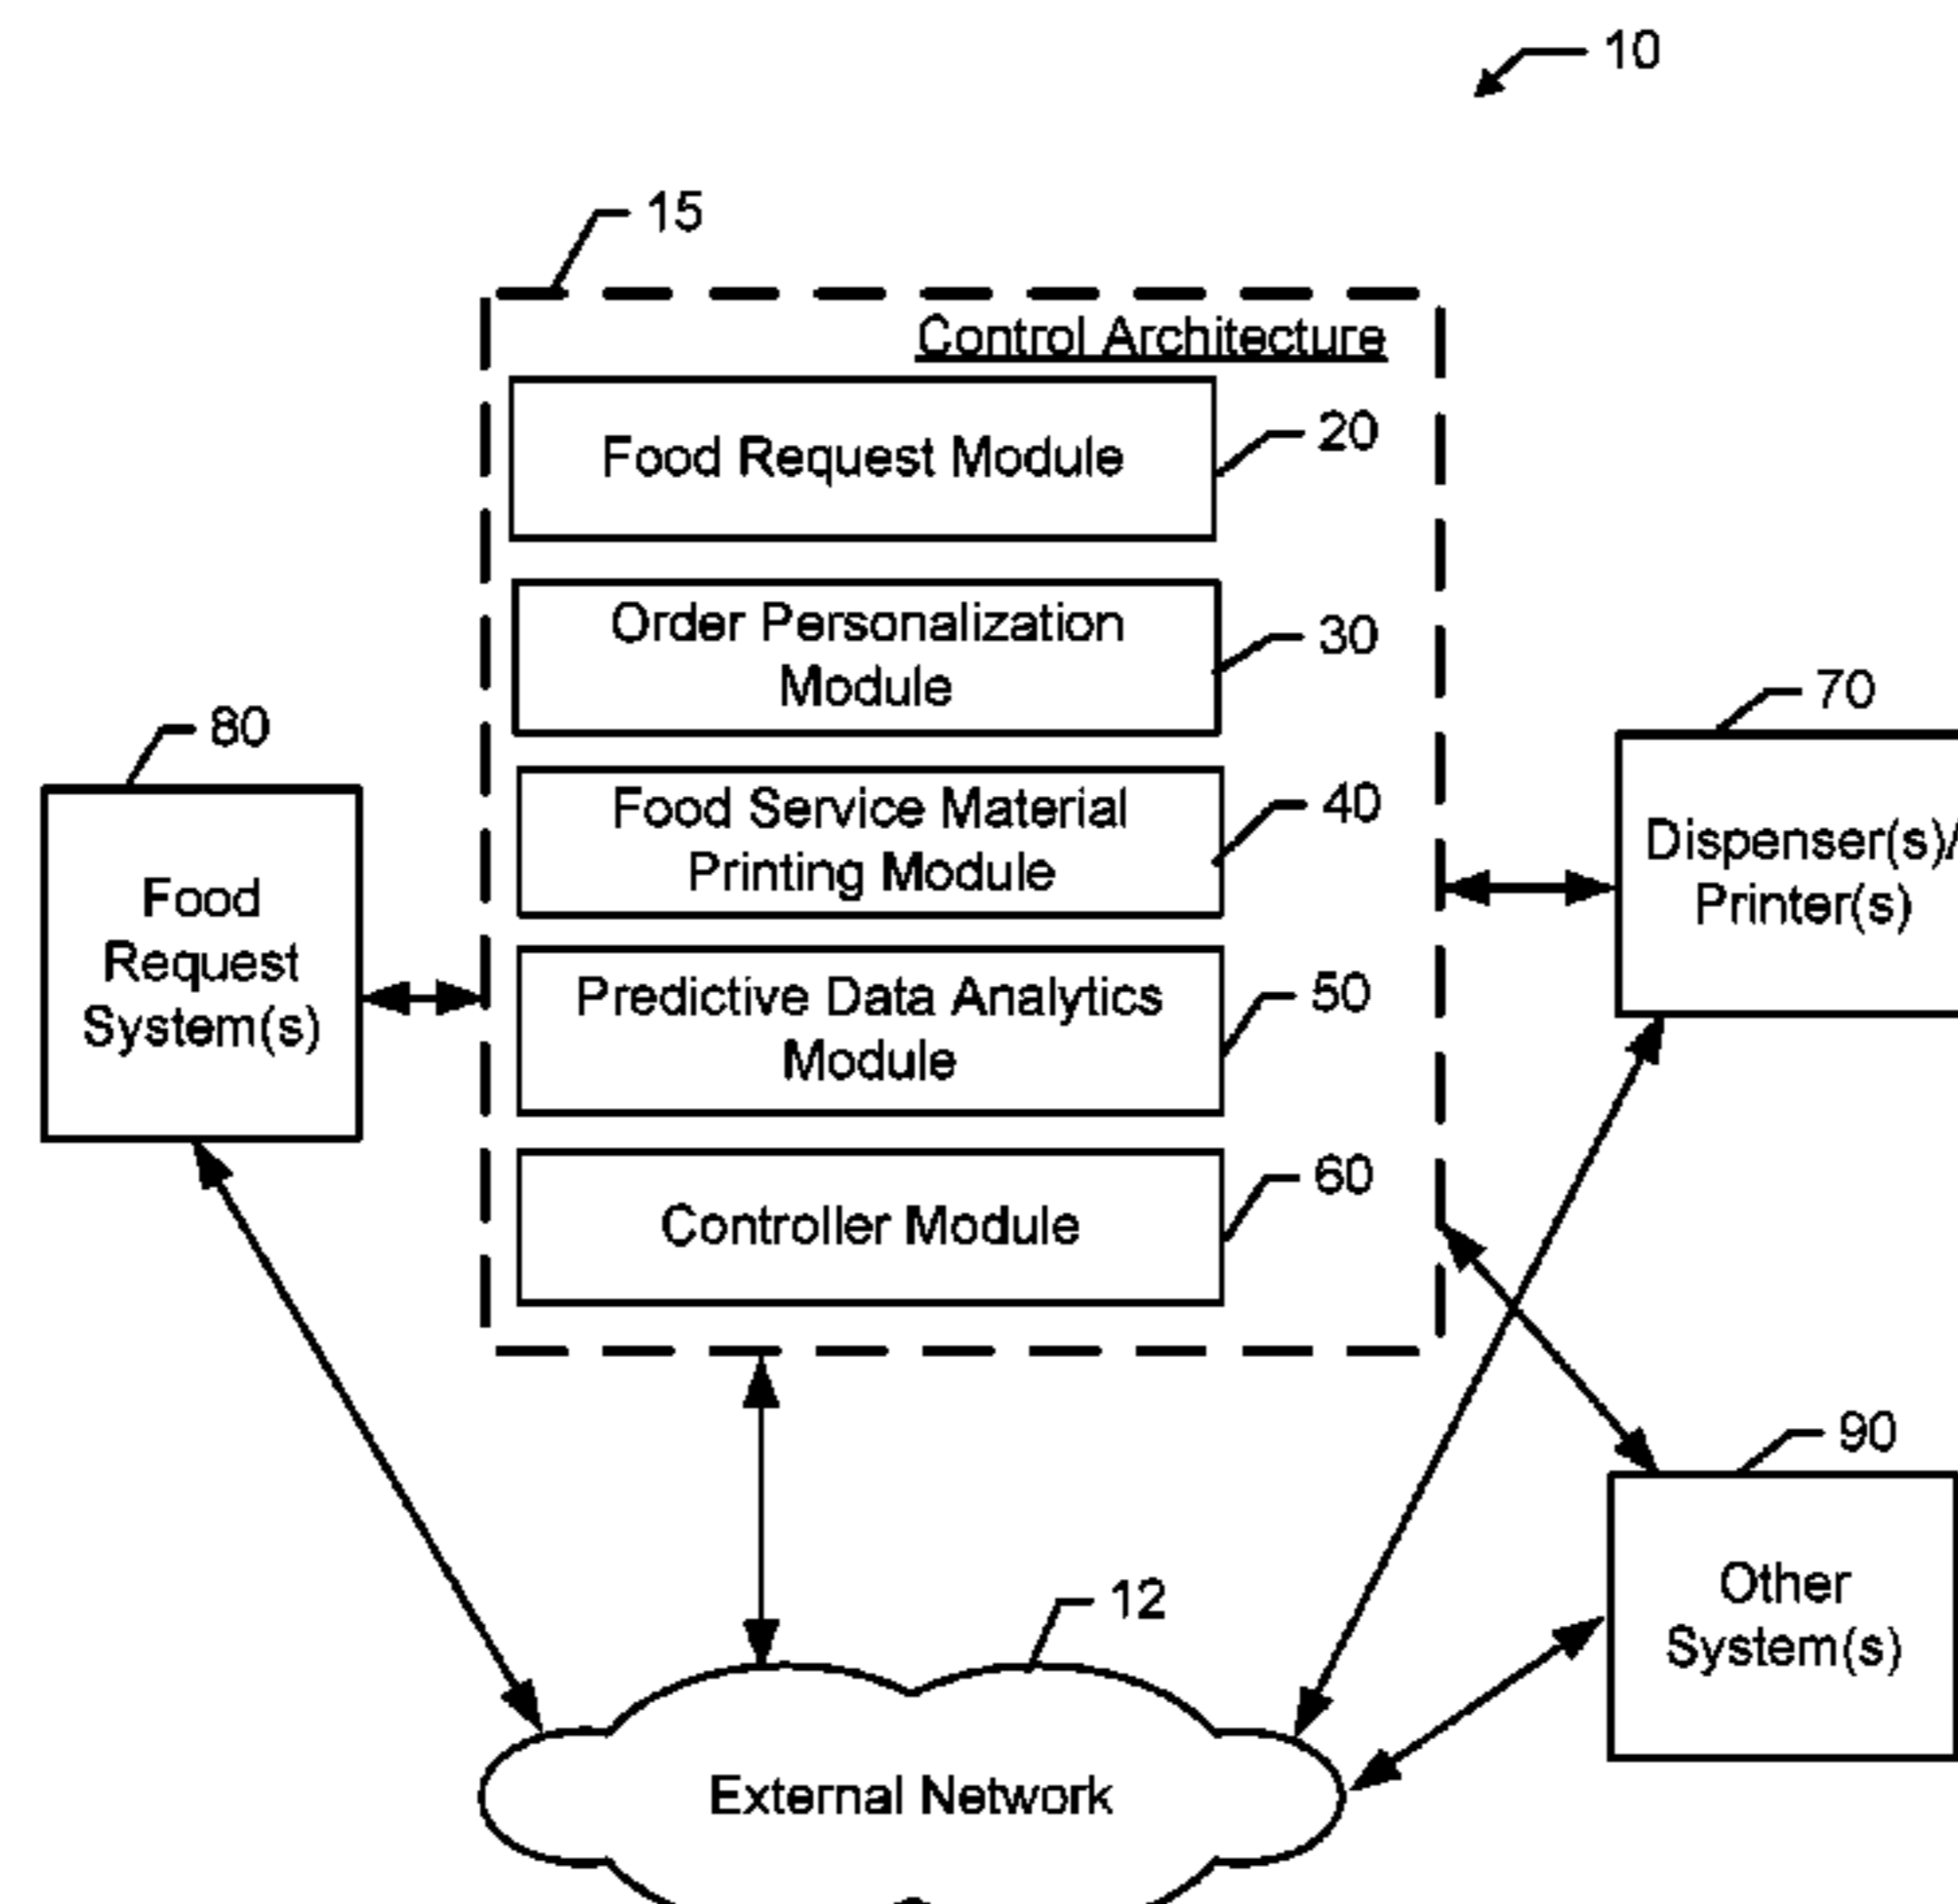 10
15
Control Architecture
Food Request Module
20
Order Personalization
Module
30
Food Service Material
Printing Module
40
Predictive Data Analytics
Module
50
Controller Module
60
80
Food
Request
System(s)
70
Dispenser(s)/
Printer(s)
90
Other
System(s)
12
External Network